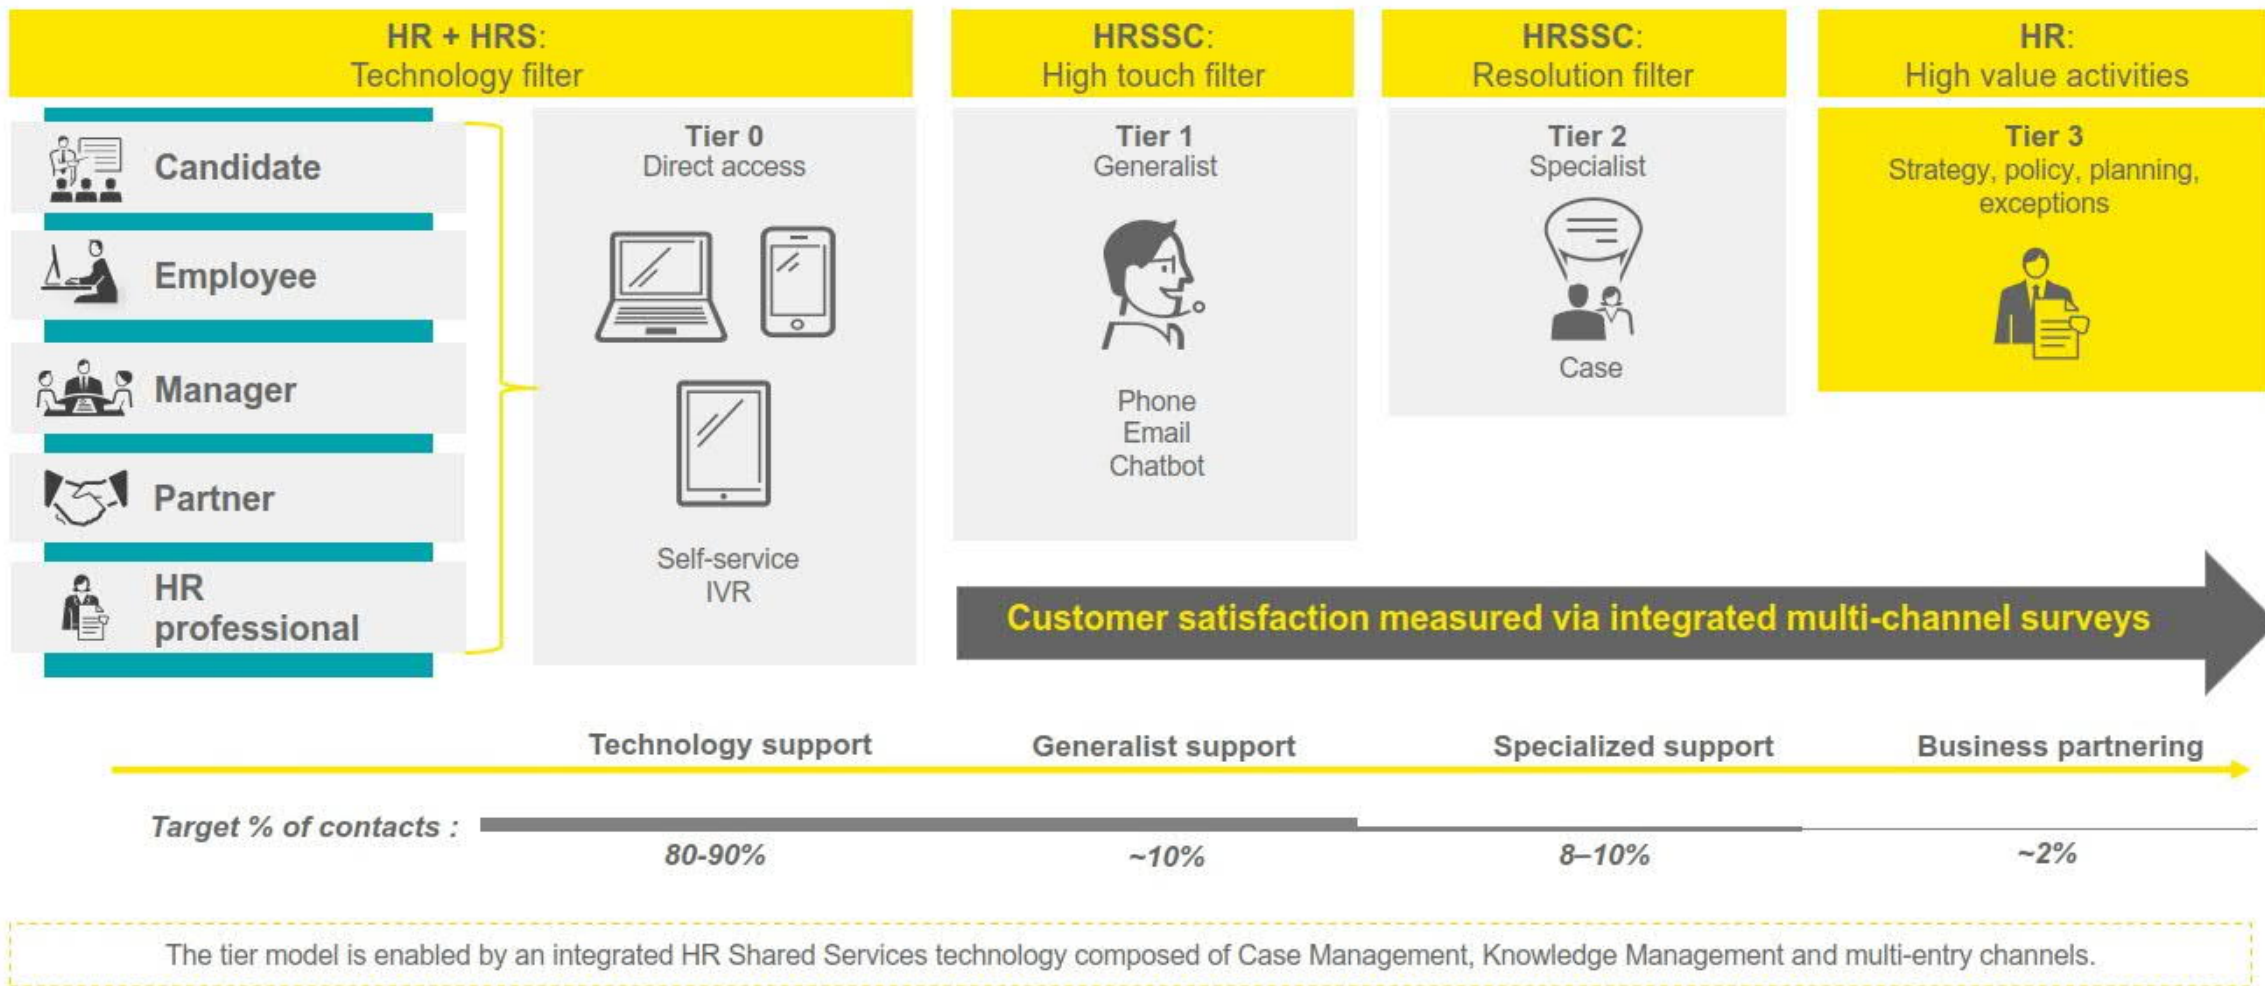 HR + HRS:
Technology filter
HRSSC:
High touch filter
HRSSC:
Resolution filter
HR:
High value activities
Candidate
Employee
Manager
Partner
HR
professional
Tier 0
Direct access
Self-service
IVR
Tier 1
Generalist
Phone
Email
Chatbot
Tier 2
Specialist
Case
Tier 3
Strategy, policy, planning,
exceptions
Customer satisfaction measured via integrated multi-channel surveys
Technology support
Generalist support
Specialized support
Business partnering
Target % of contacts :
80-90%
~10%
8–10%
~2%
The tier model is enabled by an integrated HR Shared Services technology composed of Case Management, Knowledge Management and multi-entry channels.